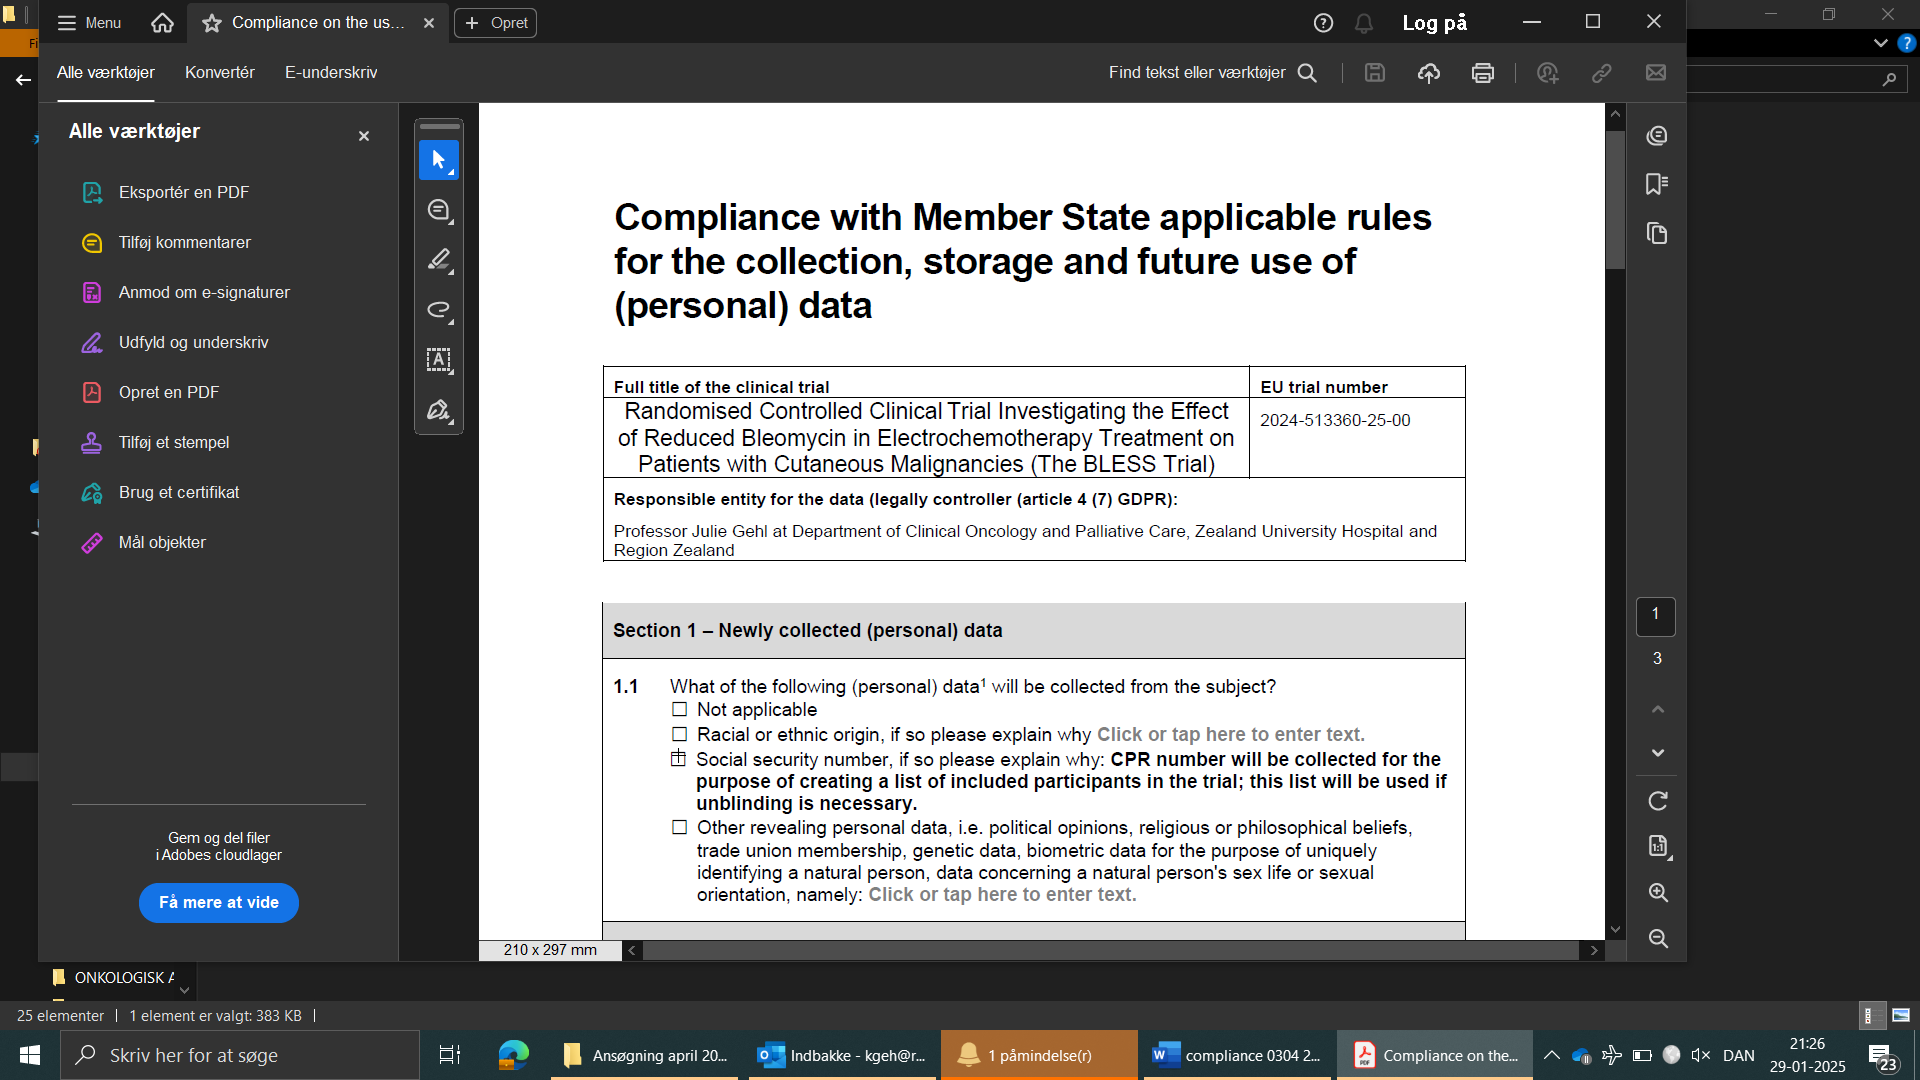 Menu
Compliance on the us...
Opret
Log på
Fi
Alle værktøjer
Konvertér
E-underskriv
Find tekst eller værktøjer
Alle værktøjer
Eksportér en PDF
Tilføj kommentarer
Anmod om e-signaturer
Udfyld og underskriv
Opret en PDF
Tilføj et stempel
Brug et certifikat
Mål objekter
Gem og del filer
i Adobes cloudlager
Få mere at vide
Compliance with Member State applicable rules
for the collection, storage and future use of
(personal) data
Full title of the clinical trial
EU trial number
Randomised Controlled Clinical Trial Investigating the Effect
of Reduced Bleomycin in Electrochemotherapy Treatment on
Patients with Cutaneous Malignancies (The BLESS Trial)
2024-513360-25-00
Responsible entity for the data (legally controller (article 4 (7) GDPR):
Professor Julie Gehl at Department of Clinical Oncology and Palliative Care, Zealand University Hospital and
Region Zealand
Section 1 – Newly collected (personal) data
1.1 What of the following (personal) data1 will be collected from the subject?
☐ Not applicable
☐ Racial or ethnic origin, if so please explain why Click or tap here to enter text.
Social security number, if so please explain why: CPR number will be collected for the
purpose of creating a list of included participants in the trial; this list will be used if
unblinding is necessary.
☐ Other revealing personal data, i.e. political opinions, religious or philosophical beliefs,
trade union membership, genetic data, biometric data for the purpose of uniquely
identifying a natural person, data concerning a natural person's sex life or sexual
orientation, namely: Click or tap here to enter text.
1
3
1:1
210 x 297 mm
ONKOLOGISK A
25 elementer
1 element er valgt: 383 KB
Skriv her for at søge
Ansøgning april 20...
Indbakke - kgeh@r...
1 påmindelse(r)
compliance 0304 2...
Compliance on the...
DAN
21:26
29-01-2025
23